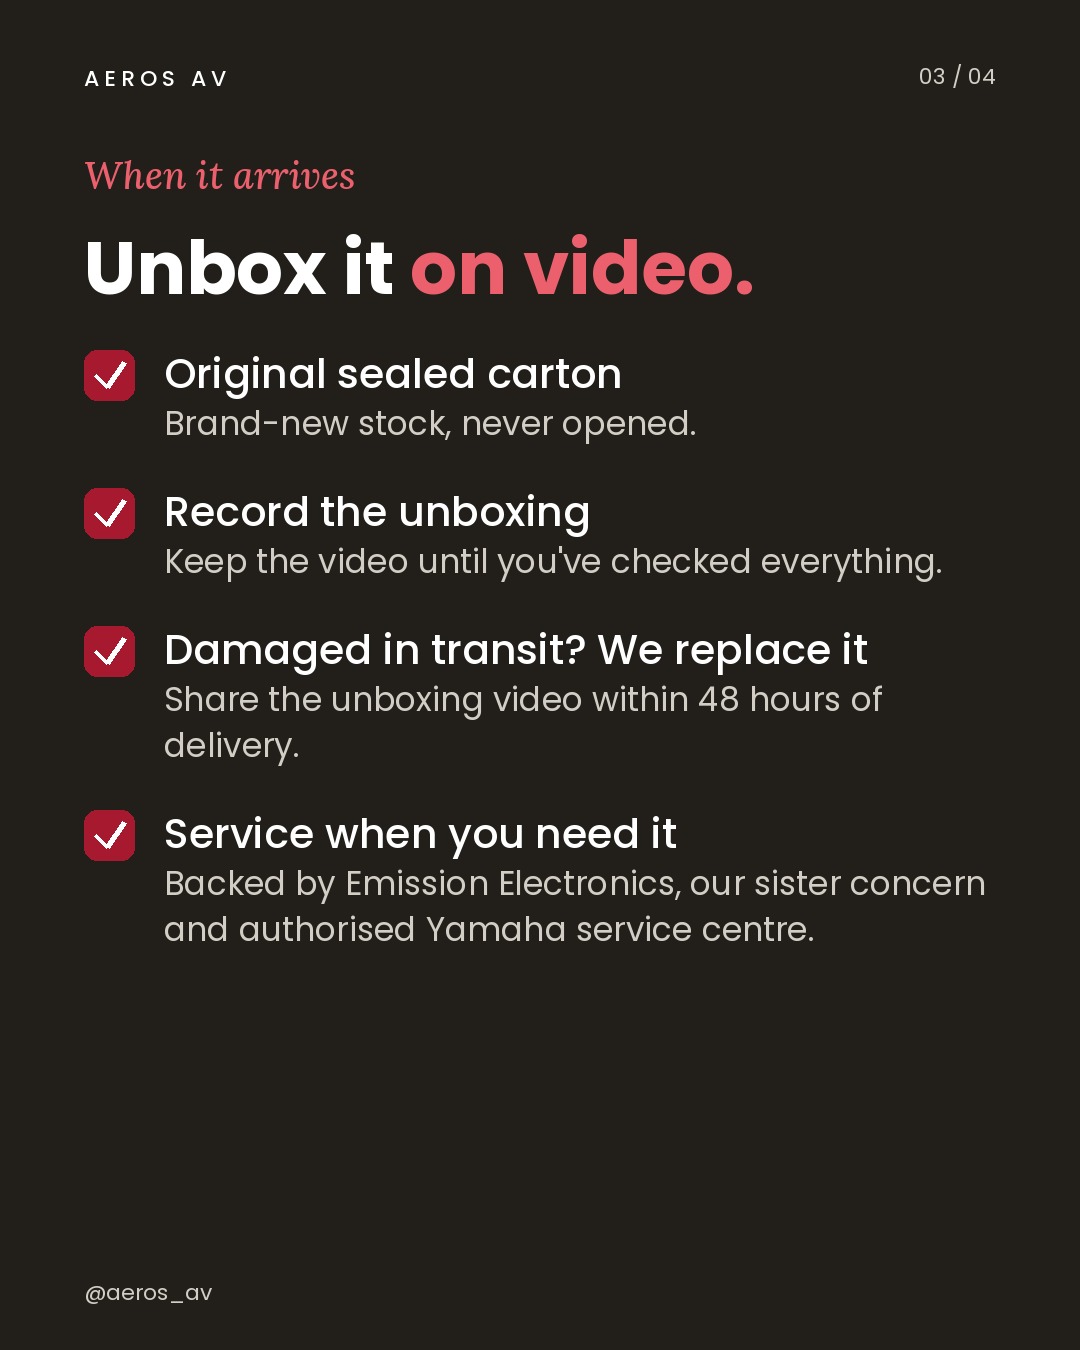 AEROS AV
03 / 04
When it arrives
Unbox it on video.
Original sealed carton
Brand-new stock, never opened.
Record the unboxing
Keep the video until you've checked everything.
Damaged in transit? We replace it
Share the unboxing video within 48 hours of
delivery.
Service when you need it
Backed by Emission Electronics, our sister concern
and authorised Yamaha service centre.
@aeros_av